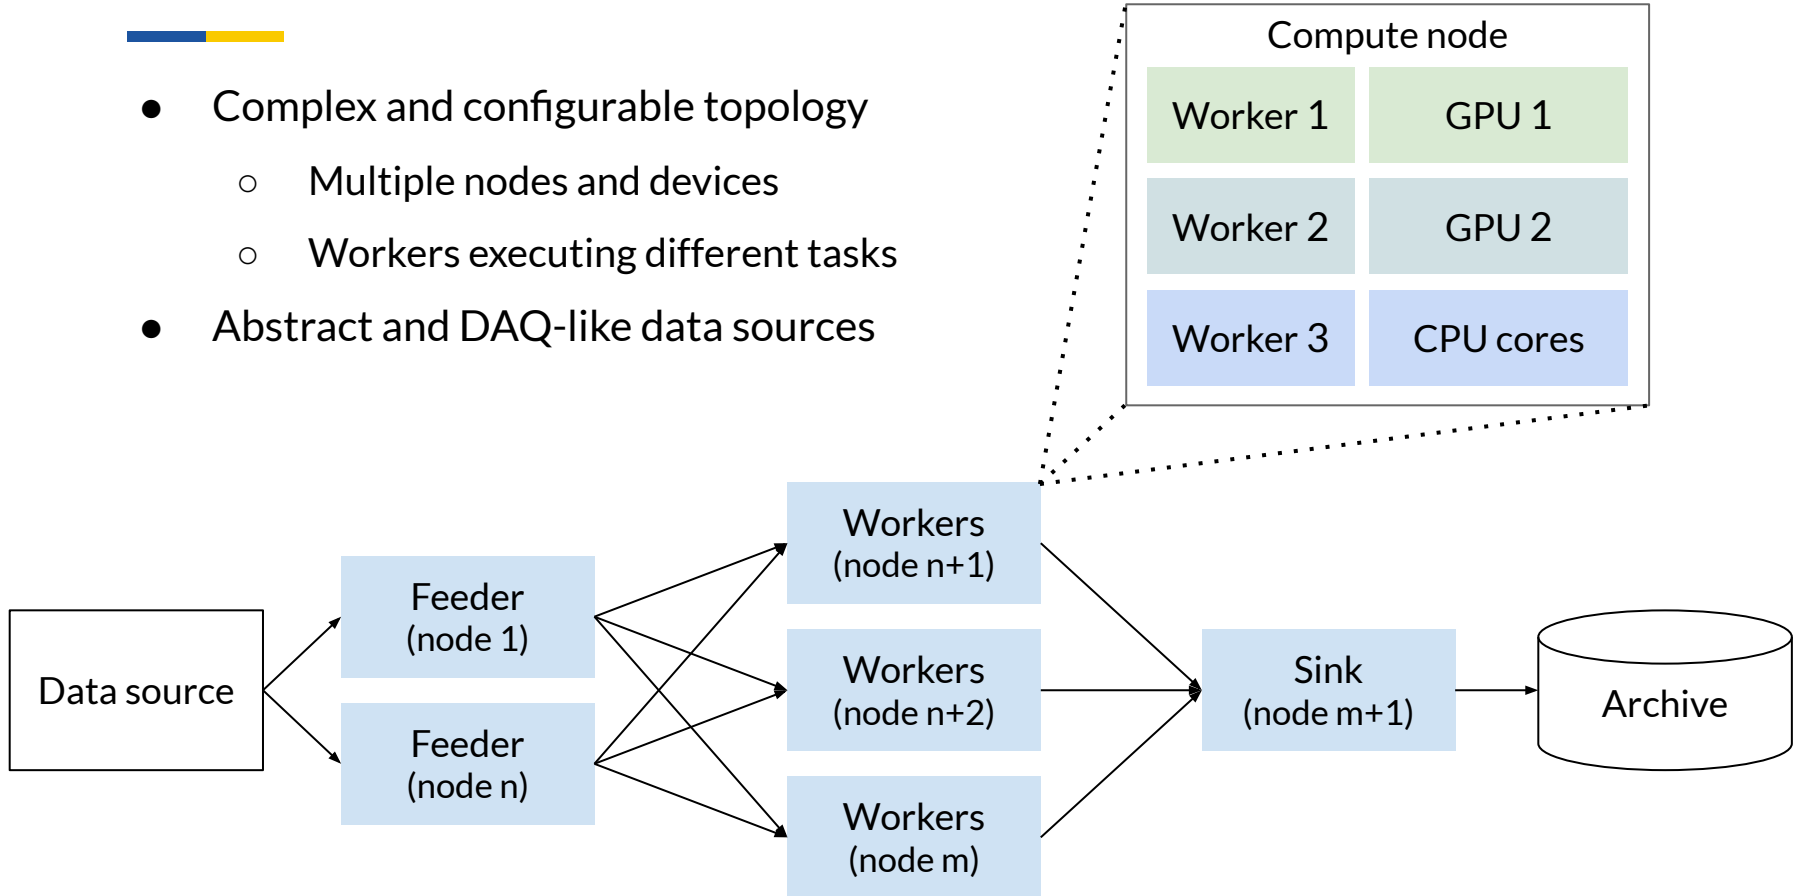 ● Complex and configurable topology
○ Multiple nodes and devices
○ Workers executing different tasks
● Abstract and DAQ-like data sources
Compute node
Worker 1
GPU 1
Worker 2
GPU 2
Worker 3
CPU cores
Data source
Feeder
(node 1)
Feeder
(node n)
Workers
(node n+1)
Workers
(node n+2)
Workers
(node m)
Sink
(node m+1)
Archive